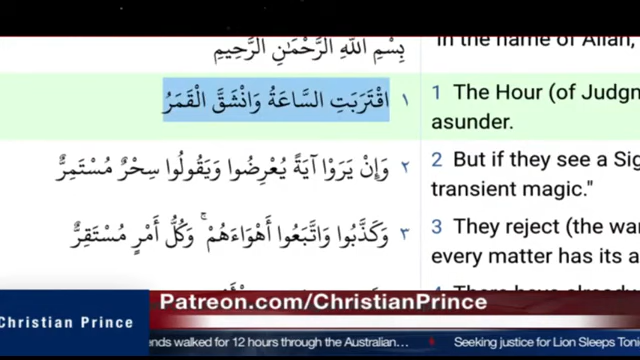 بِسْمِ اللَّهِ الرَّحْمَٰنِ الرَّحِيمِ
in the name of Allah,
١ اقْتَرَبَتِ السَّاعَةُ وَانْشَقَّ الْقَمَرُ
1 The Hour (of Judgm
asunder.
٢ وَإِنْ يَرَوْا آيَةً يُعْرِضُوا وَيَقُولُوا سِحْرٌ مُسْتَمِرٌّ
2 But if they see a Sig
transient magic."
٣ وَكَذَّبُوا وَاتَّبَعُوا أَهْوَاءَهُمْ ۚ وَكُلُّ أَمْرٍ مُسْتَقِرٌّ
3 They reject (the wa
every matter has its a
Patreon.com/ChristianPrince
Christian Prince
ends walked for 12 hours through the Australian...
Seeking justice for Lion Sleeps Toni